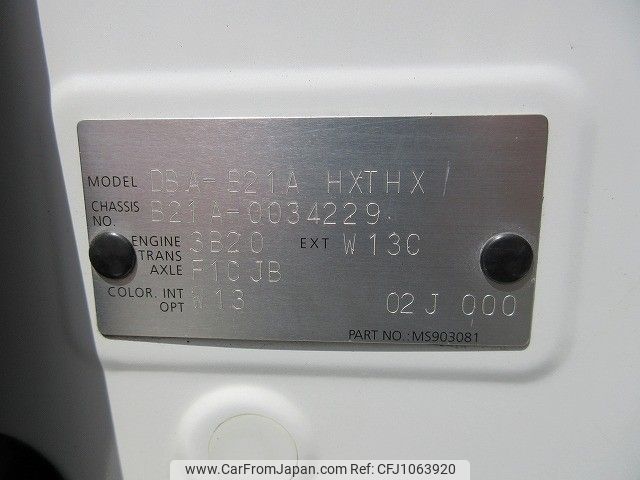 MODEL DBA-B21A HXTHX /
CHASSIS NO. B21A-0034229
ENGINE 3B20 EXT W13C
TRANS AXLE F1CJB
COLOR. INT W13
OPT 02J 000
PART NO.:MS903081
www.CarFromJapan.com | CFJ1063920